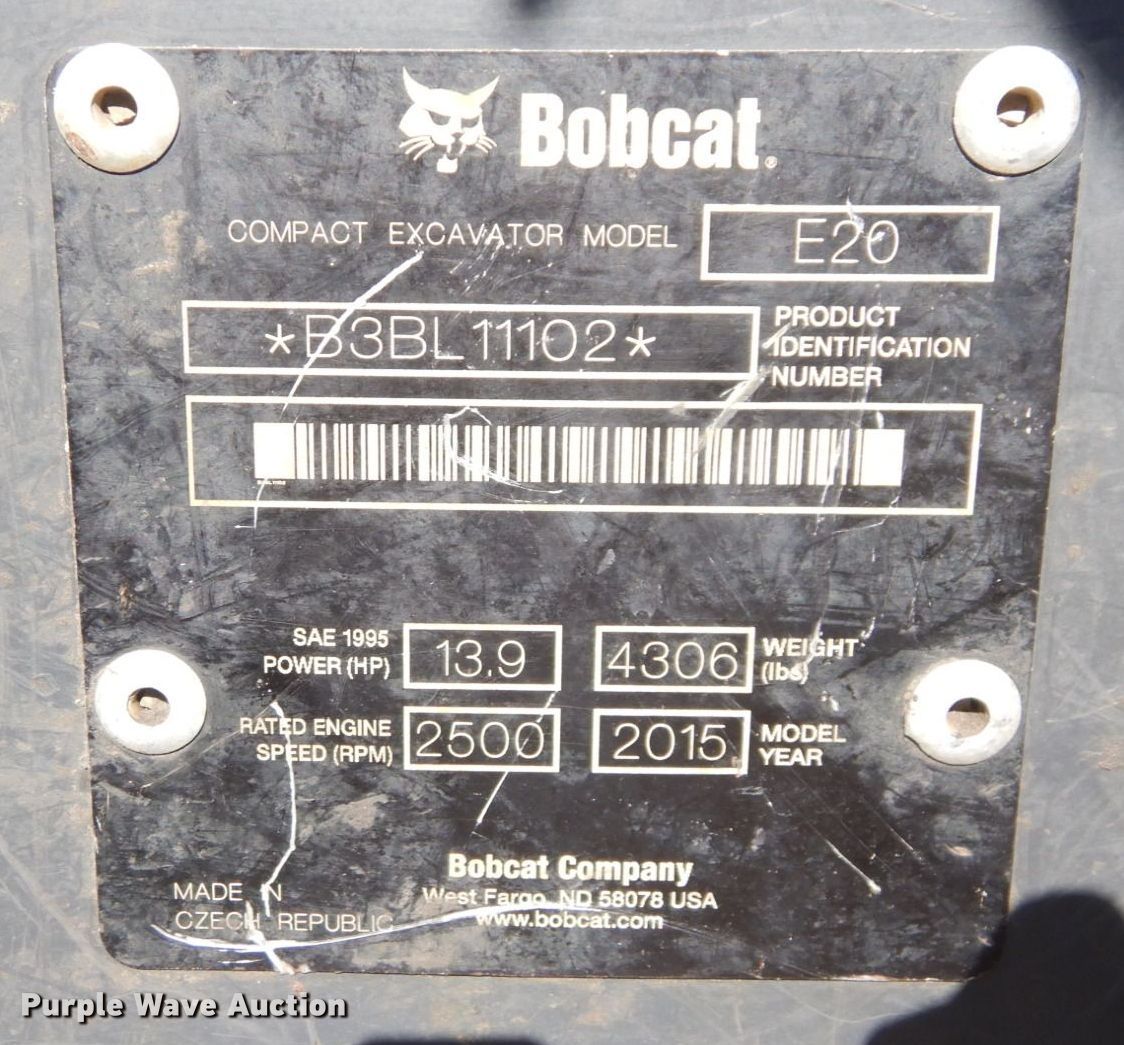 Bobcat®
COMPACT EXCAVATOR MODEL E20
*B3BL11102*
PRODUCT
IDENTIFICATION
NUMBER
SAE 1995
POWER (HP) 13.9
4306 WEIGHT
(lbs)
RATED ENGINE
SPEED (RPM) 2500
2015 MODEL
YEAR
Bobcat Company
West Fargo, ND 58078 USA
www.bobcat.com
MADE IN
CZECH REPUBLIC
Purple Wave Auction